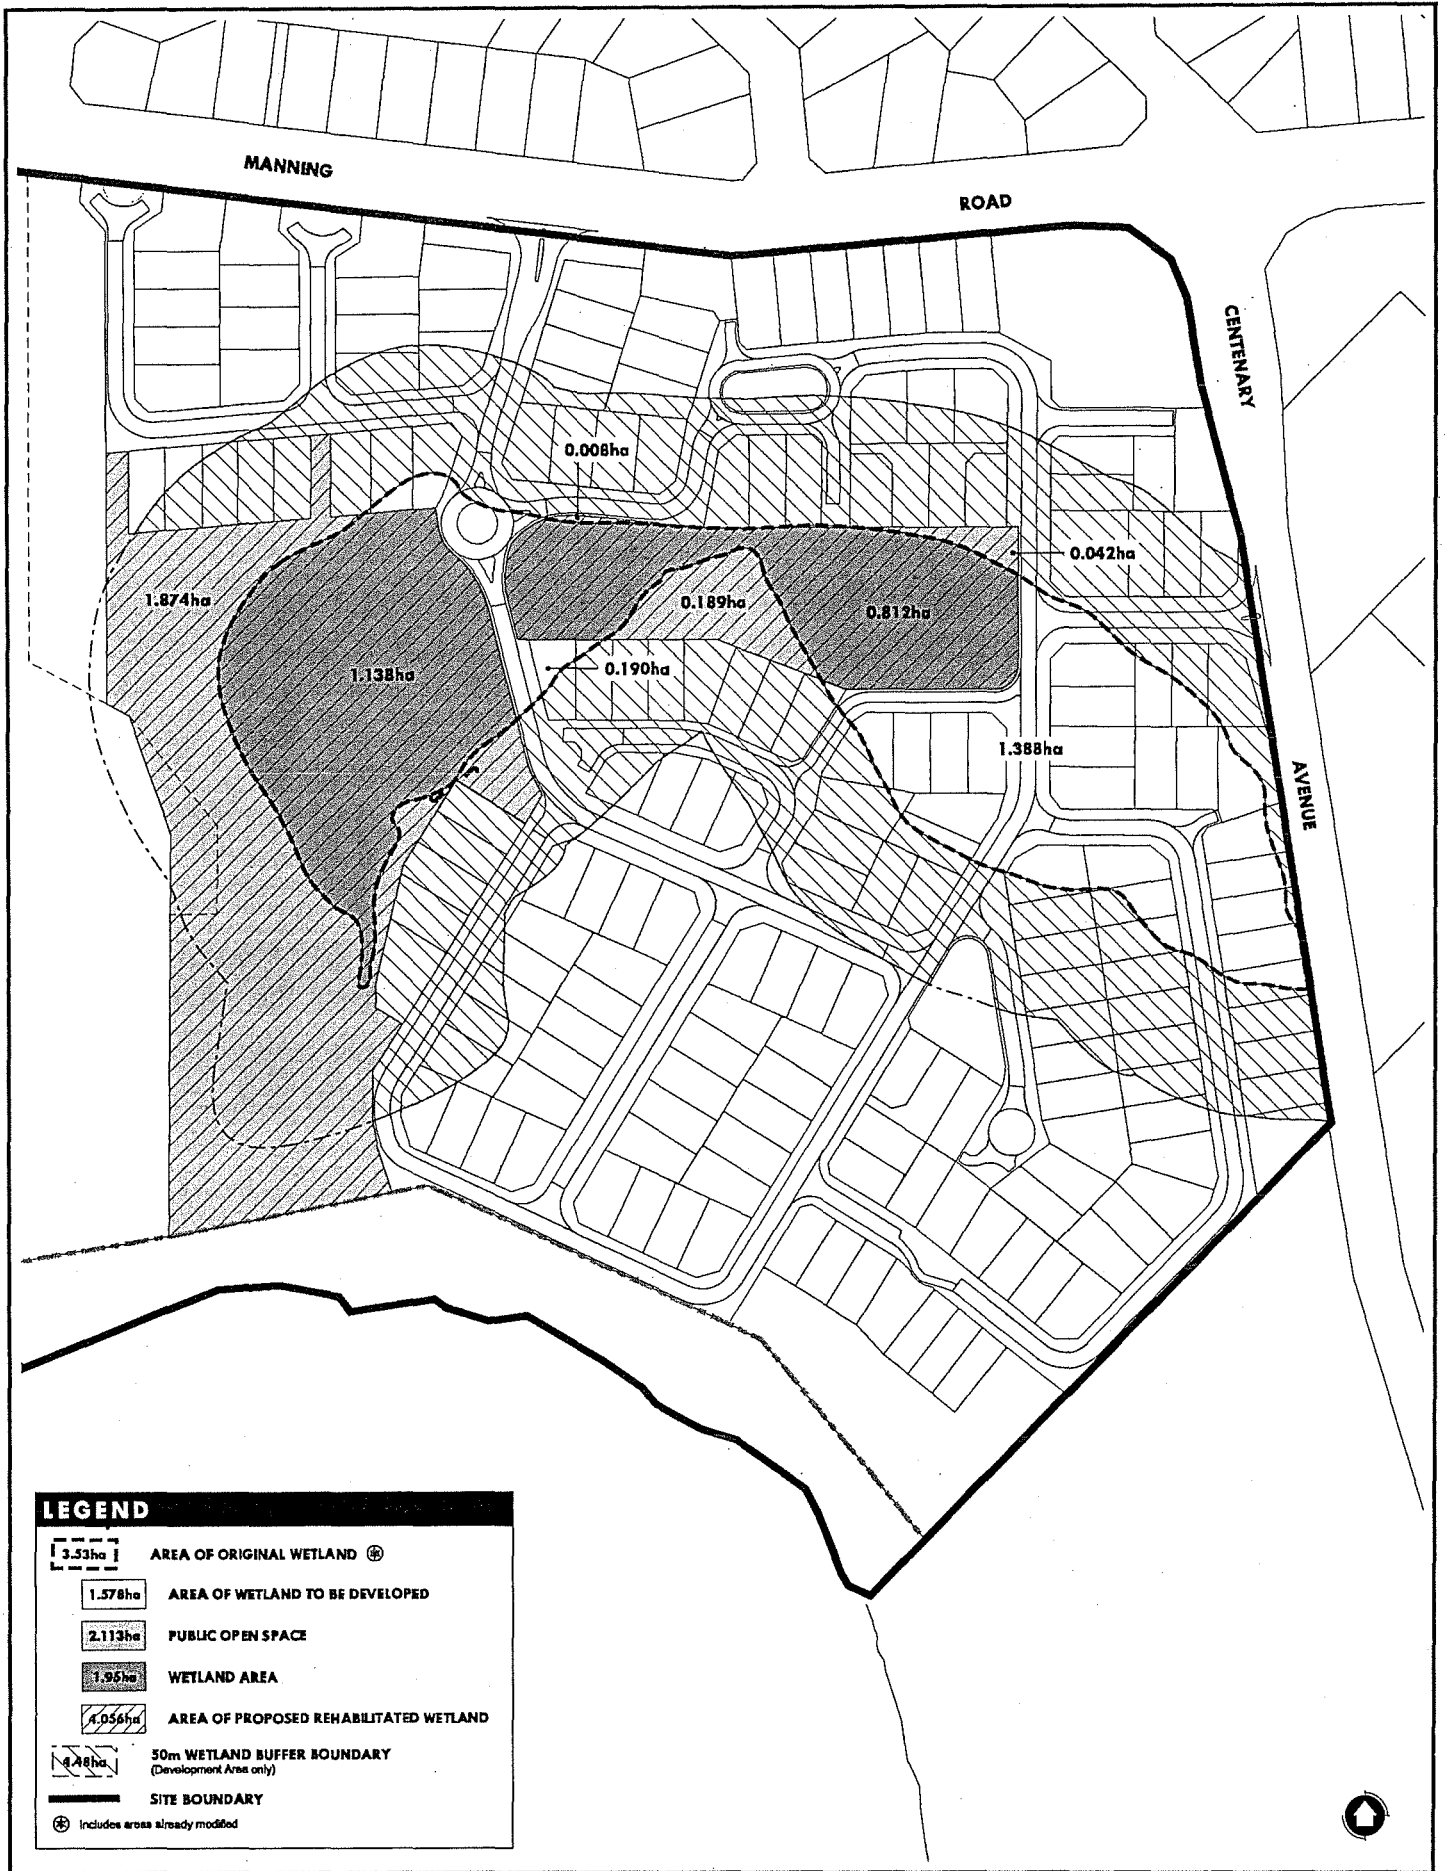 MANNING
ROAD
CENTENARY
0.008ha
0.042ha
1.874ha
0.189ha
0.812ha
0.190ha
1.138ha
1.388ha
AVENUE
LEGEND
3.53ha AREA OF ORIGINAL WETLAND ⊛
1.578ha AREA OF WETLAND TO BE DEVELOPED
2.113ha PUBLIC OPEN SPACE
1.95ha WETLAND AREA
4.056ha AREA OF PROPOSED REHABILITATED WETLAND
4.48ha 50m WETLAND BUFFER BOUNDARY
(Development Area only)
SITE BOUNDARY
⊛ Includes areas already modified